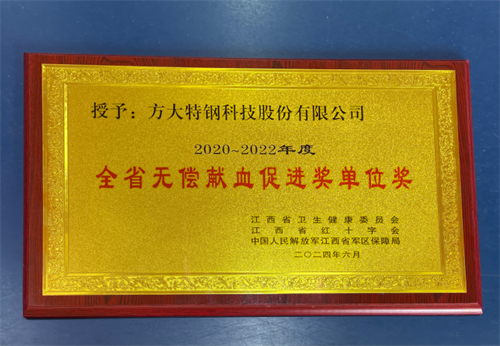 授予：方大特钢科技股份有限公司
2020~2022年度
全省无偿献血促进奖单位奖
江西省卫生健康委员会
江西省红十字会
中国人民解放军江西省军区保障局
二〇二四年六月